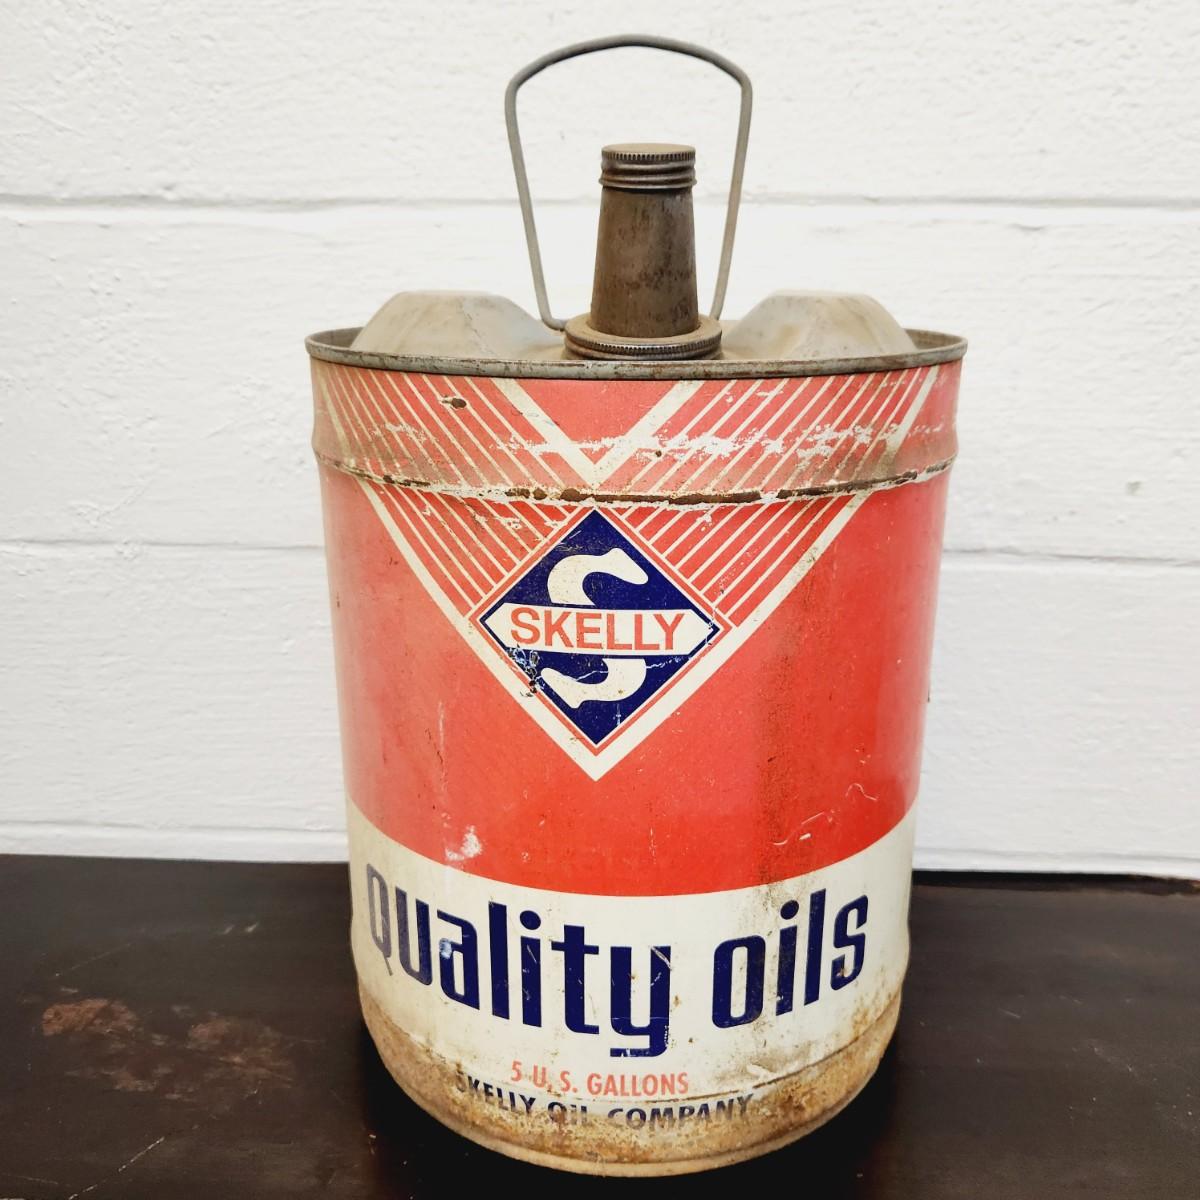 S
SKELLY
Quality oils
5 U.S. GALLONS
SKELLY OIL COMPANY